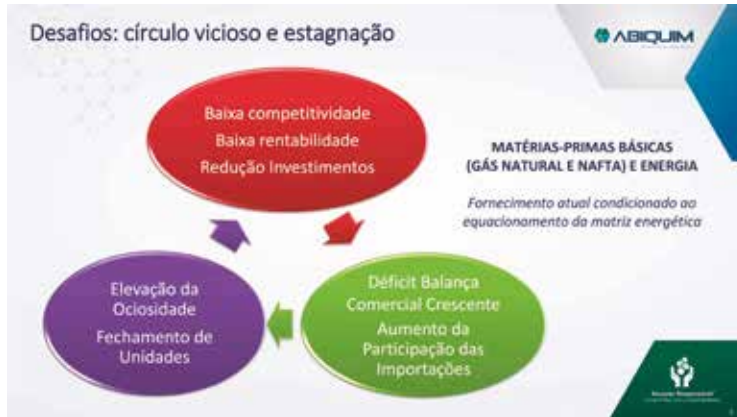 Desafios: círculo vicioso e estagnação
ABIQUIM
Baixa competitividade
Baixa rentabilidade
Redução Investimentos
MATÉRIAS-PRIMAS BÁSICAS
(GÁS NATURAL E NAFTA) E ENERGIA
Fornecimento atual condicionado ao
equacionamento da matriz energética
Elevação da
Ociosidade
Fechamento de
Unidades
Déficit Balança
Comercial Crescente
Aumento da
Participação das
Importações
Atuação Responsável